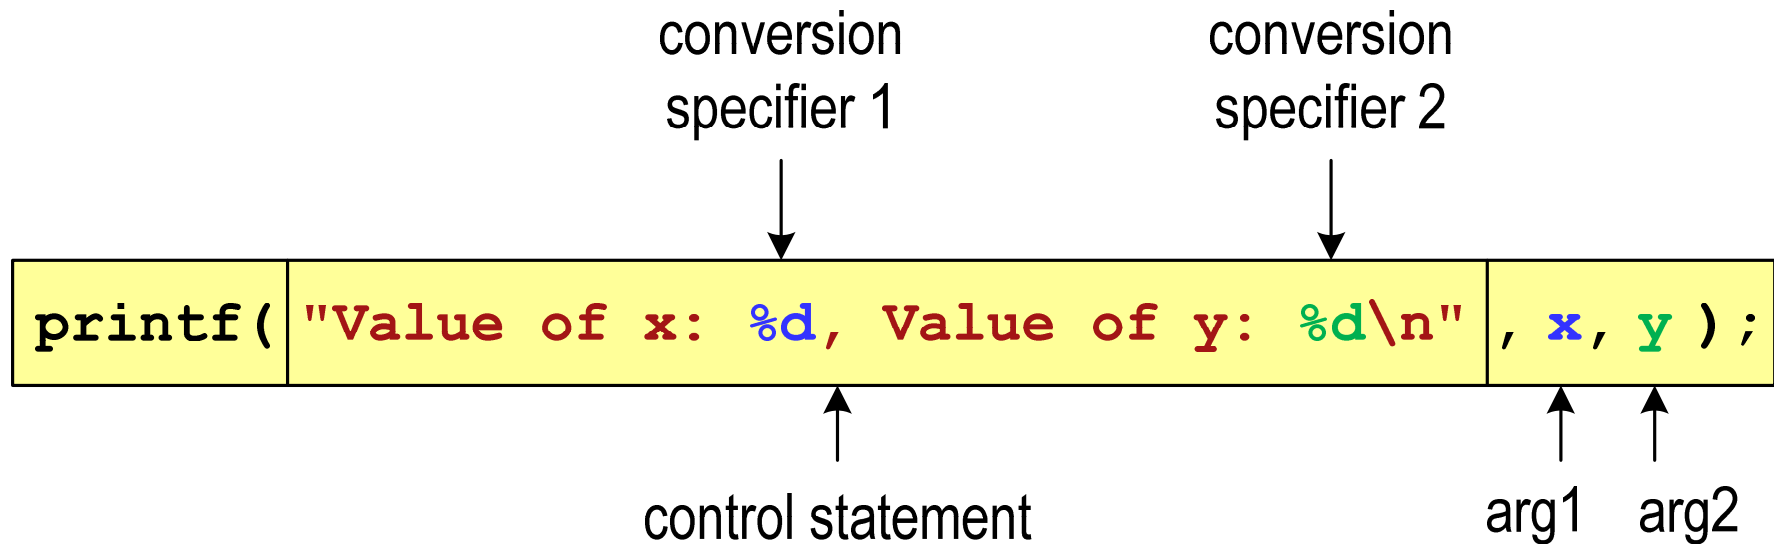 conversion conversion
specifier 1 specifier 2
printf( "Value of x: %d, Value of y: %d\n" , x, y );
control statement arg1 arg2